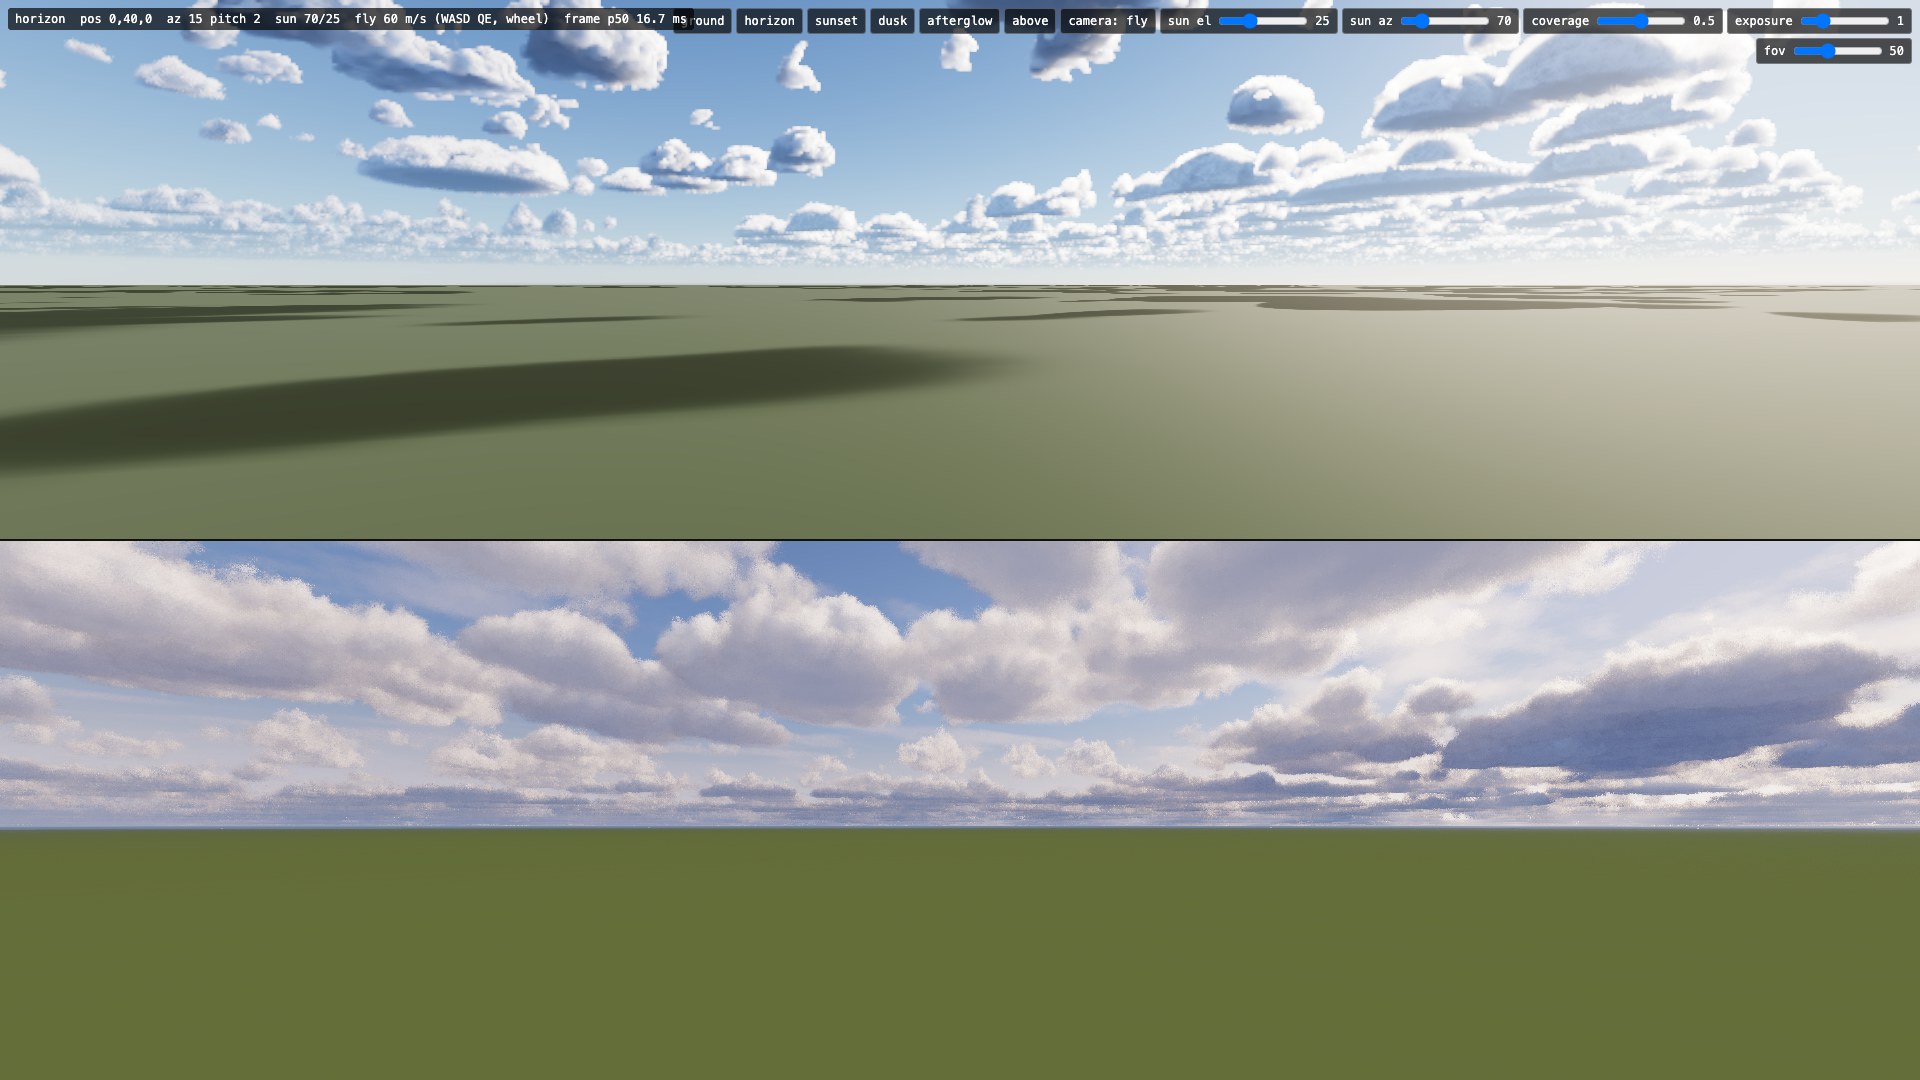 horizon pos 0,40,0 az 15 pitch 2 sun 70/25 fly 60 m/s (WASD QE, wheel) frame p50 16.7 ms
horizon
sunset
dusk
afterglow
above
camera: fly
sun el 25
sun az 70
coverage 0.5
exposure 1
fov 50